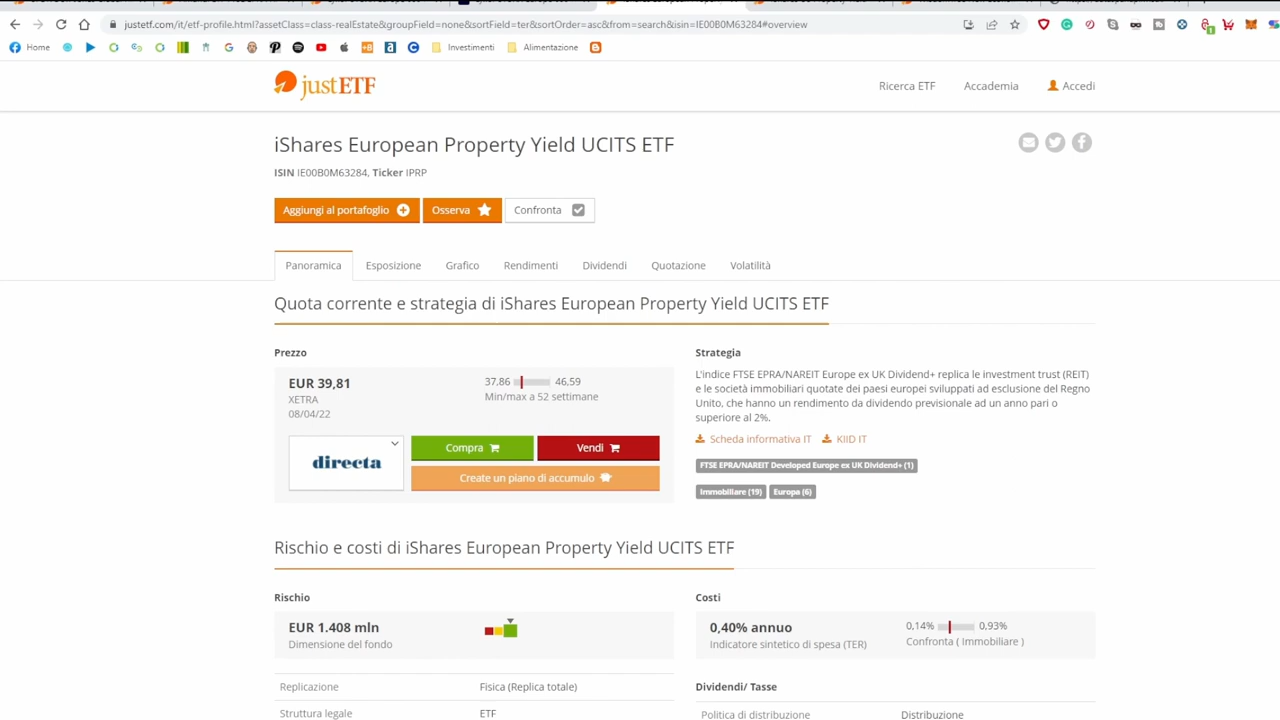 justetf.com/it/etf-profile.html?assetClass=class-realEstate&groupField=none&sortField=ter&sortOrder=asc&from=search&isin=IE00B0M63284#overview
Home Investimenti Alimentazione
justETF
Ricerca ETF Accademia Accedi
iShares European Property Yield UCITS ETF
ISIN IE00B0M63284, Ticker IPRP
Aggiungi al portafoglio Osserva Confronta
Panoramica Esposizione Grafico Rendimenti Dividendi Quotazione Volatilità
Quota corrente e strategia di iShares European Property Yield UCITS ETF
Prezzo
EUR 39,81
XETRA
08/04/22
37,86 46,59
Min/max a 52 settimane
directa
Compra
Vendi
Create un piano di accumulo
Strategia
L'indice FTSE EPRA/NAREIT Europe ex UK Dividend+ replica le investment trust (REIT)
e le società immobiliari quotate dei paesi europei sviluppati ad esclusione del Regno
Unito, che hanno un rendimento da dividendo previsionale ad un anno pari o
superiore al 2%.
Scheda informativa IT KIID IT
FTSE EPRA/NAREIT Developed Europe ex UK Dividend+ (1)
Immobiliare (19) Europa (6)
Rischio e costi di iShares European Property Yield UCITS ETF
Rischio
EUR 1.408 mln
Dimensione del fondo
Replicazione Fisica (Replica totale)
Struttura legale ETF
Costi
0,40% annuo
Indicatore sintetico di spesa (TER)
0,14% 0,93%
Confronta ( Immobiliare )
Dividendi/ Tasse
Politica di distribuzione Distribuzione